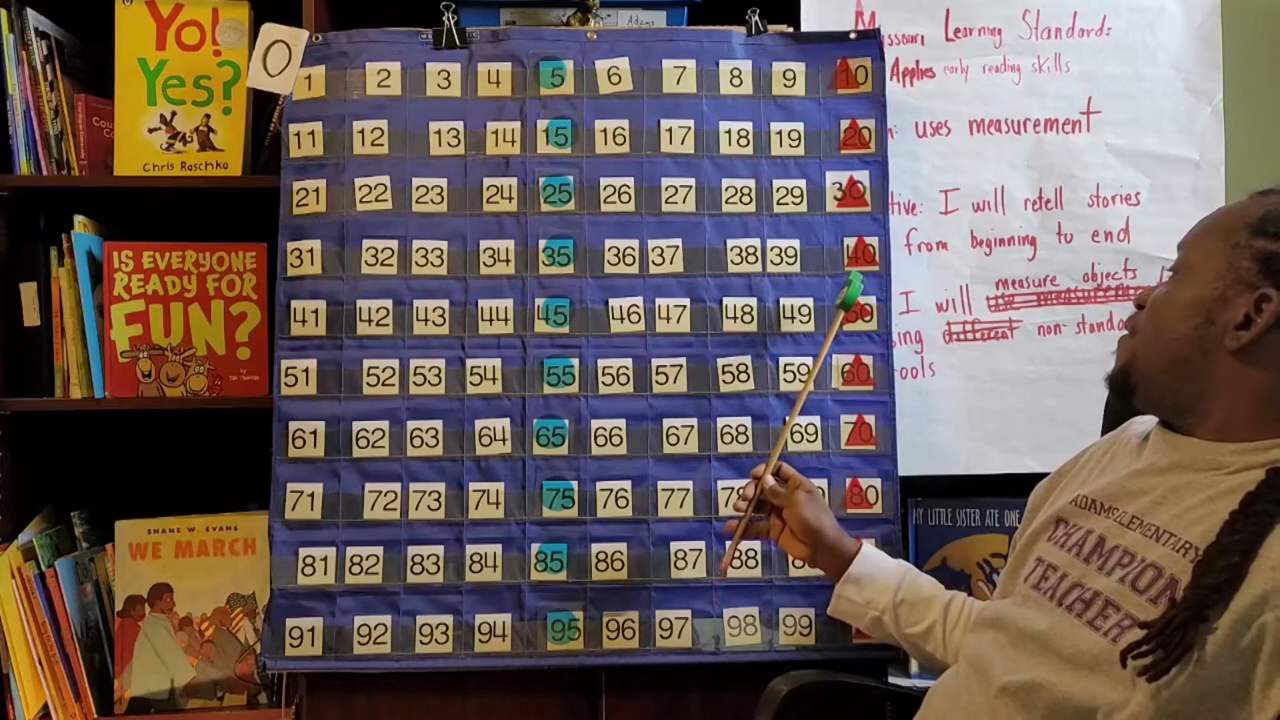 Yo!
Yes?
Chris Raschka
Adams
0
1 2 3 4 5 6 7 8 9 10
11 12 13 14 15 16 17 18 19 20
21 22 23 24 25 26 27 28 29 30
31 32 33 34 35 36 37 38 39 40
41 42 43 44 45 46 47 48 49 50
51 52 53 54 55 56 57 58 59 60
61 62 63 64 65 66 67 68 69 70
71 72 73 74 75 76 77 78 80
81 82 83 84 85 86 87 88
91 92 93 94 95 96 97 98 99
IS EVERYONE
READY FOR
FUN?
SHANE W. EVANS
WE MARCH
Missouri Learning Standards
Applies early reading skills
uses measurement
tive: I will retell stories
from beginning to end
measure objects
I will
non-standa
ools
MY LITTLE SISTER ATE ONE
ADAMS ELEMENTARY
CHAMPION
TEACHER